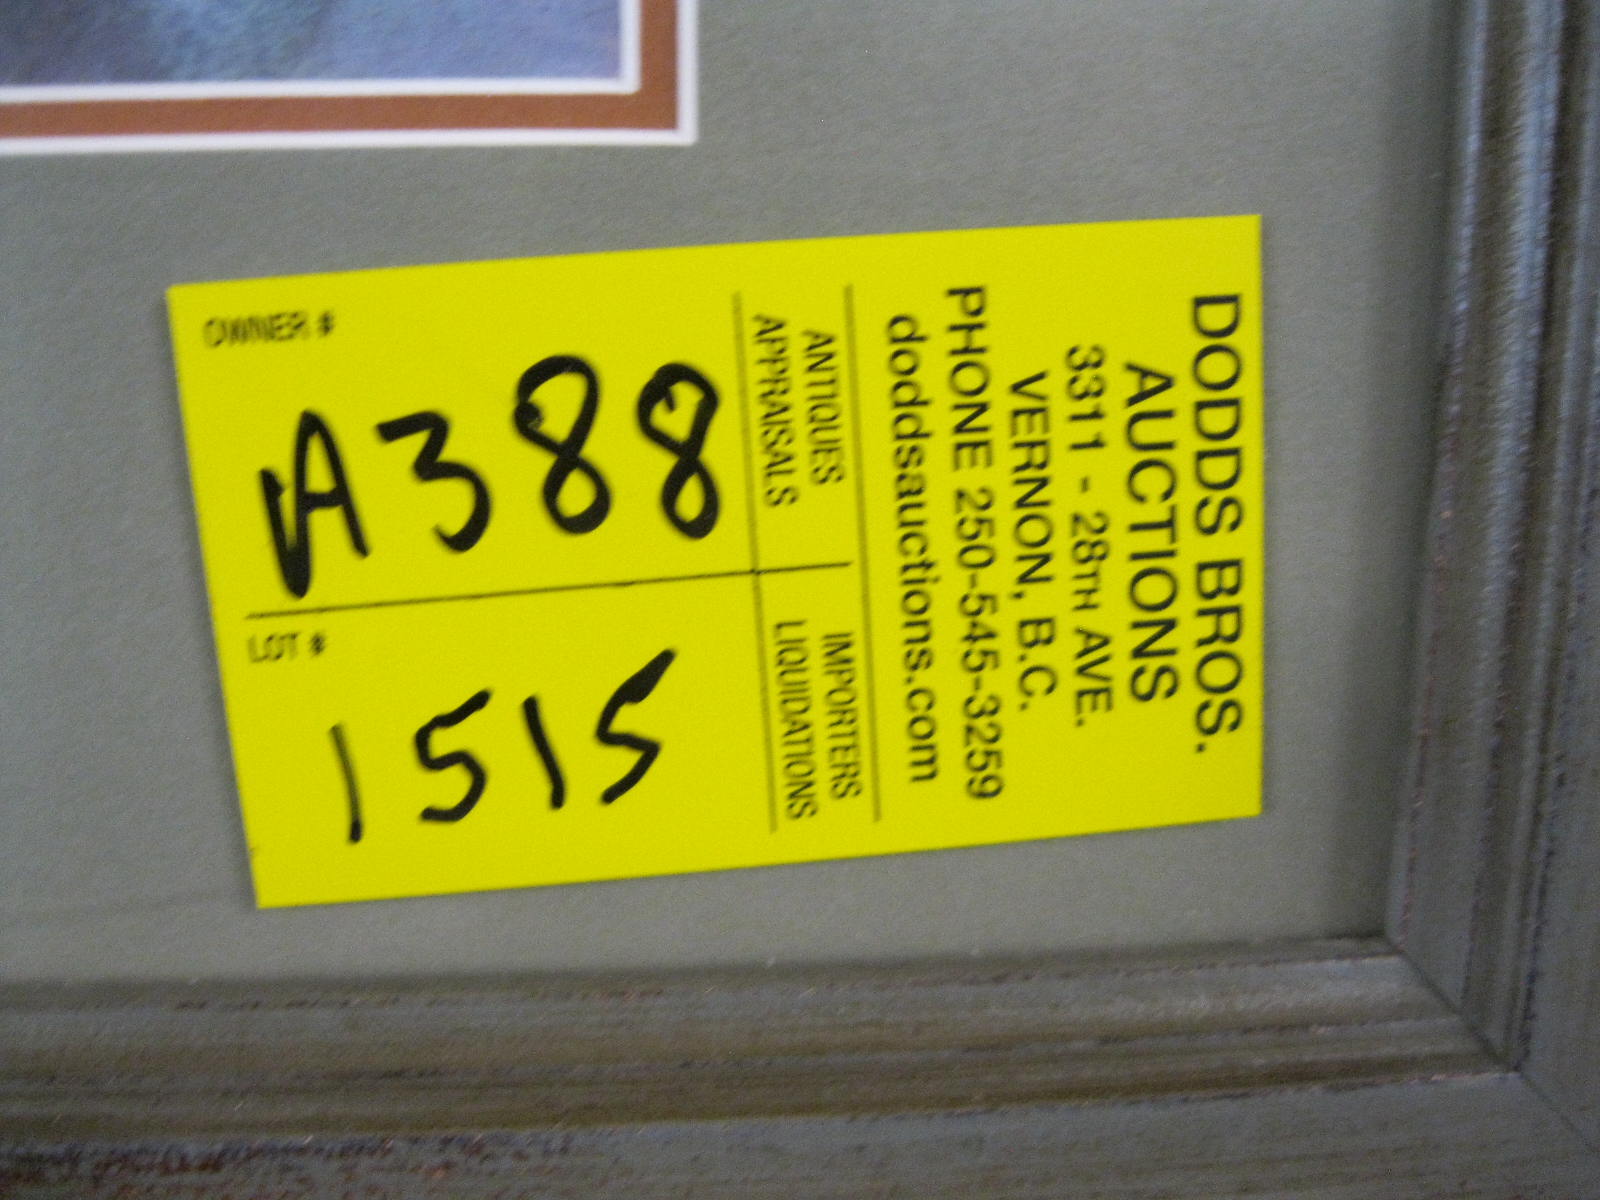 DODDS BROS.
AUCTIONS
3311 - 28TH AVE.
VERNON, B.C.
PHONE 250-545-3259
doddsauctions.com
ANTIQUES IMPORTERS
APPRAISALS LIQUIDATIONS
OWNER #
A388
LOT #
1515